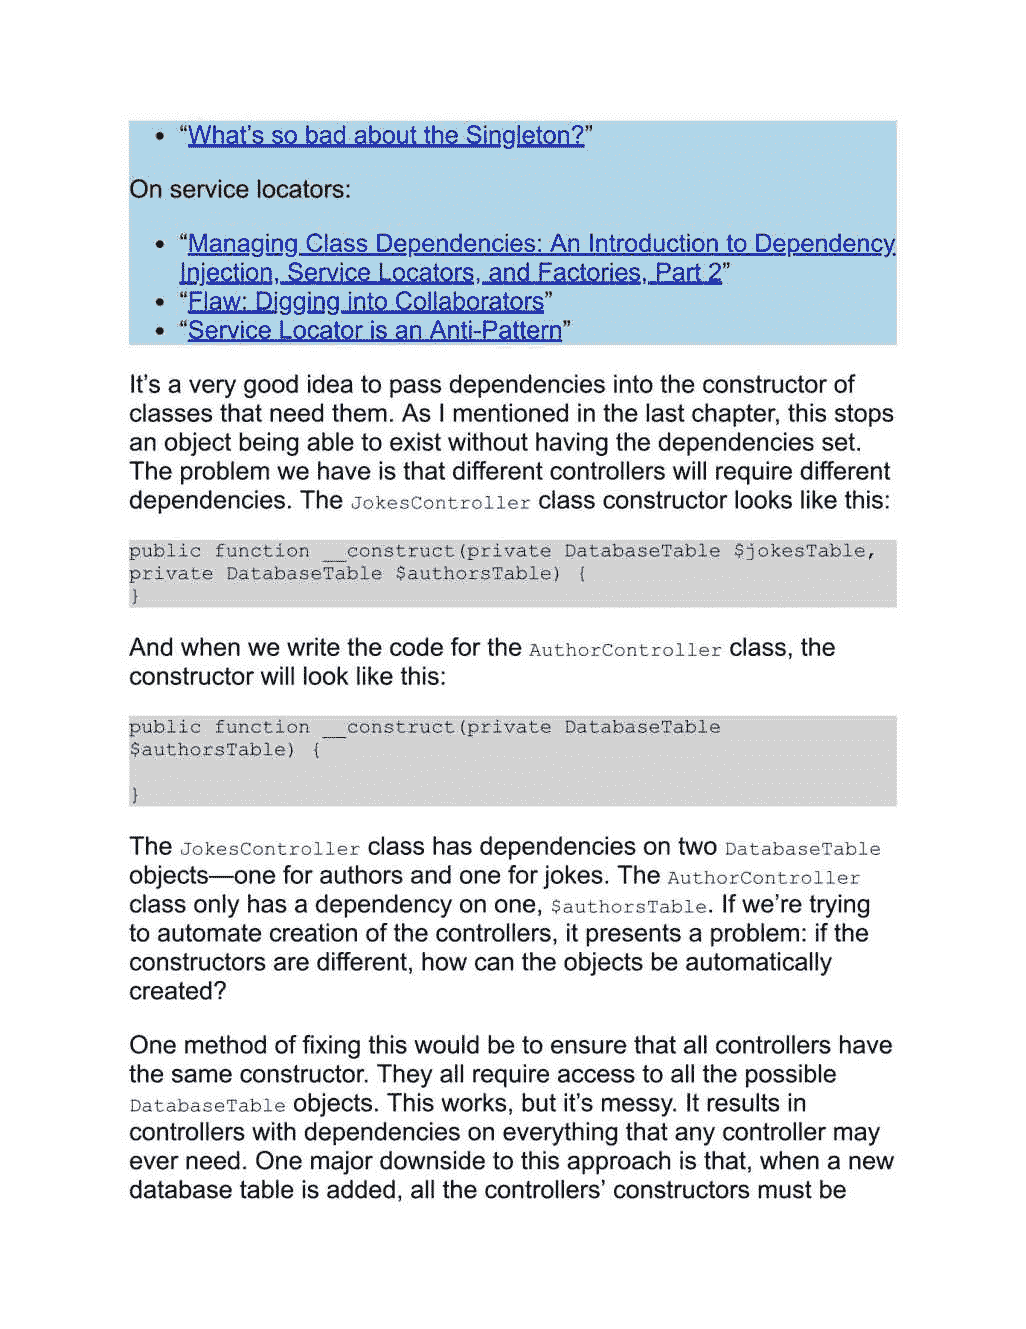 • “What’s so bad about the Singleton?”
On service locators:
• “Managing Class Dependencies: An Introduction to Dependency
Injection, Service Locators, and Factories, Part 2”
• “Flaw: Digging into Collaborators”
• “Service Locator is an Anti-Pattern”
It’s a very good idea to pass dependencies into the constructor of
classes that need them. As I mentioned in the last chapter, this stops
an object being able to exist without having the dependencies set.
The problem we have is that different controllers will require different
dependencies. The JokesController class constructor looks like this:
public function __construct(private DatabaseTable $jokesTable,
private DatabaseTable $authorsTable) {
}
And when we write the code for the AuthorController class, the
constructor will look like this:
public function __construct(private DatabaseTable
$authorsTable) {
}
The JokesController class has dependencies on two DatabaseTable
objects—one for authors and one for jokes. The AuthorController
class only has a dependency on one, $authorsTable. If we’re trying
to automate creation of the controllers, it presents a problem: if the
constructors are different, how can the objects be automatically
created?
One method of fixing this would be to ensure that all controllers have
the same constructor. They all require access to all the possible
DatabaseTable objects. This works, but it’s messy. It results in
controllers with dependencies on everything that any controller may
ever need. One major downside to this approach is that, when a new
database table is added, all the controllers’ constructors must be